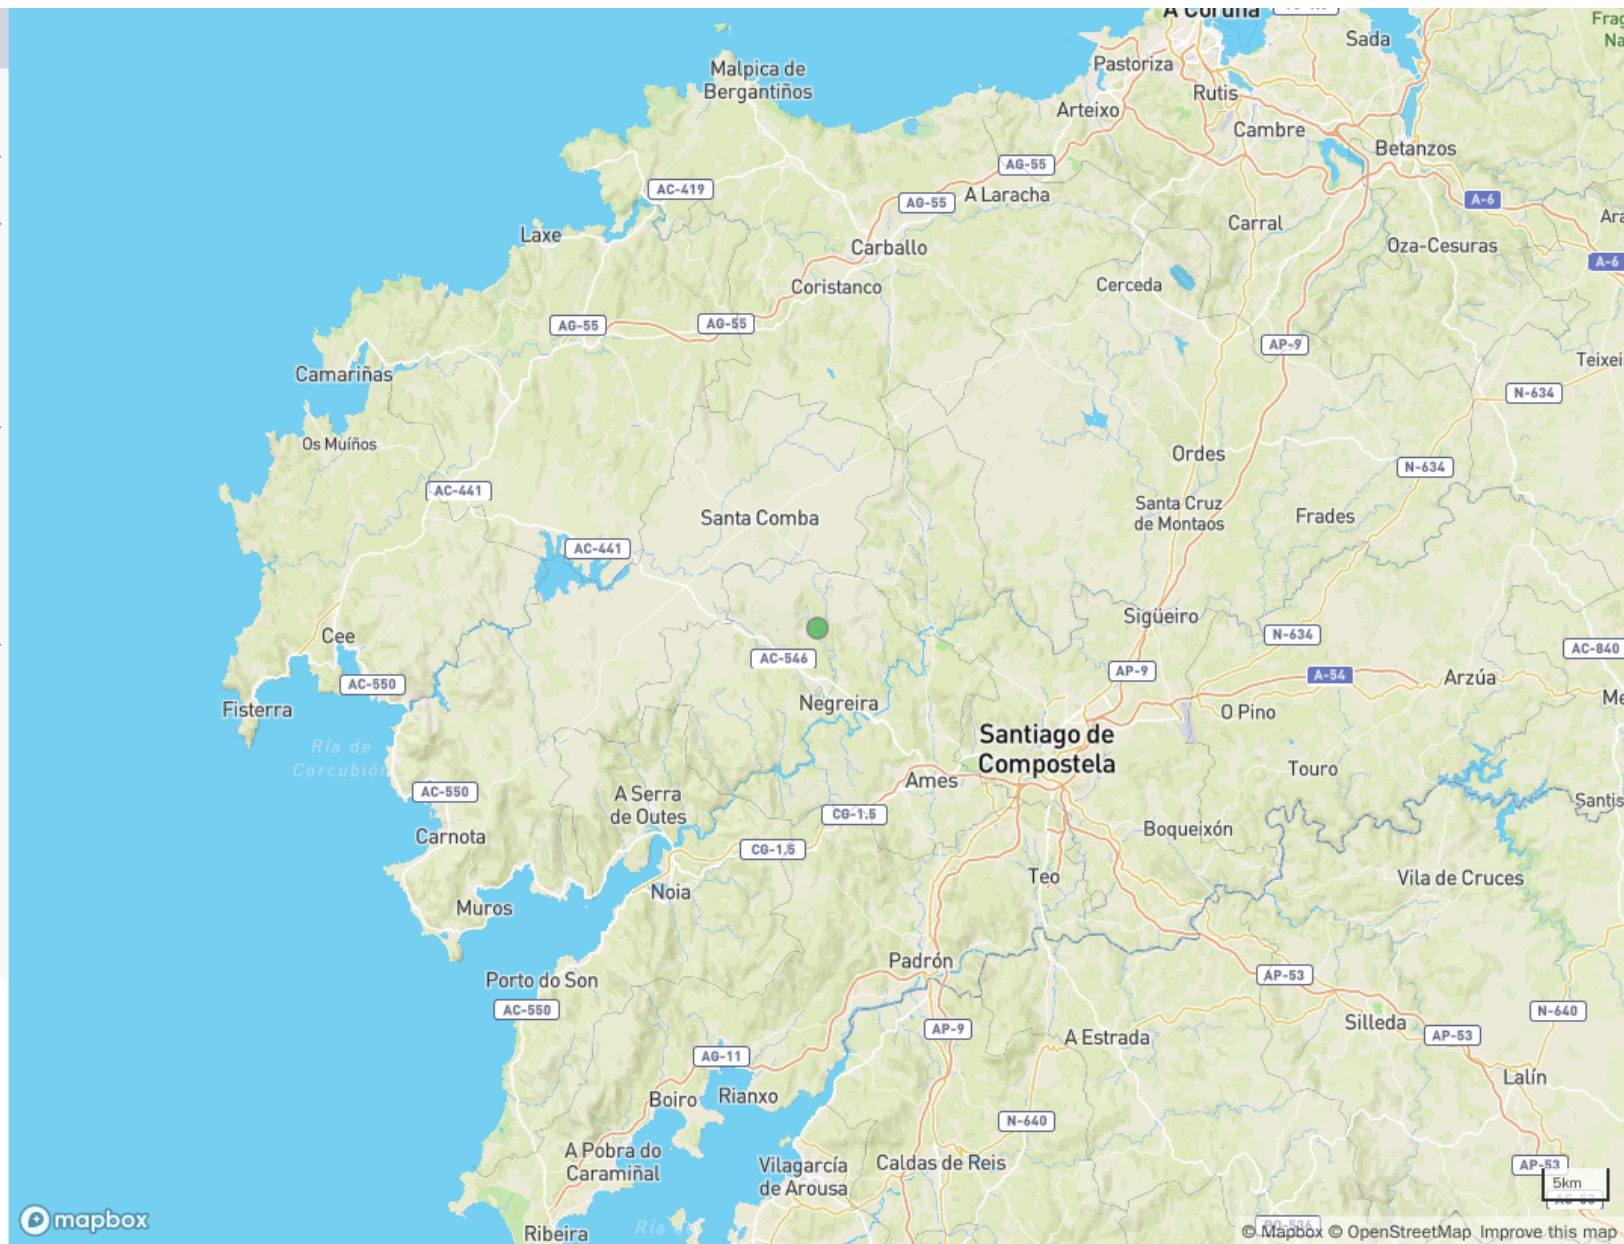 A Coruña
Sada
Malpica de
Bergantiños
Pastoriza
Rutis
Arteixo
Cambre
Betanzos
AG-55
AC-419
A Laracha
AG-55
A-6
Carral
Laxe
Carballo
Oza-Cesuras
A-6
Coristanco
Cerceda
AG-55
AG-55
AP-9
Camariñas
N-634
Os Muíños
Ordes
N-634
AC-441
Santa Comba
Santa Cruz
de Montaos
Frades
AC-441
Sigüeiro
Cee
N-634
AC-840
AC-546
AP-9
A-54
Arzúa
AC-550
Fisterra
Negreira
O Pino
Santiago de
Compostela
Ría de
Corcubión
Touro
Ames
AC-550
A Serra
de Outes
CG-1.5
Boqueixón
Carnota
CG-1.5
Teo
Vila de Cruces
Noia
Muros
Padrón
Porto do Son
AP-53
AC-550
N-640
Silleda
AP-9
A Estrada
AP-53
AG-11
Lalín
Boiro
Rianxo
N-640
A Pobra do
Caramiñal
Vilagarcía
de Arousa
Caldas de Reis
AP-53
5km
mapbox
Ribeira
© Mapbox © OpenStreetMap Improve this map